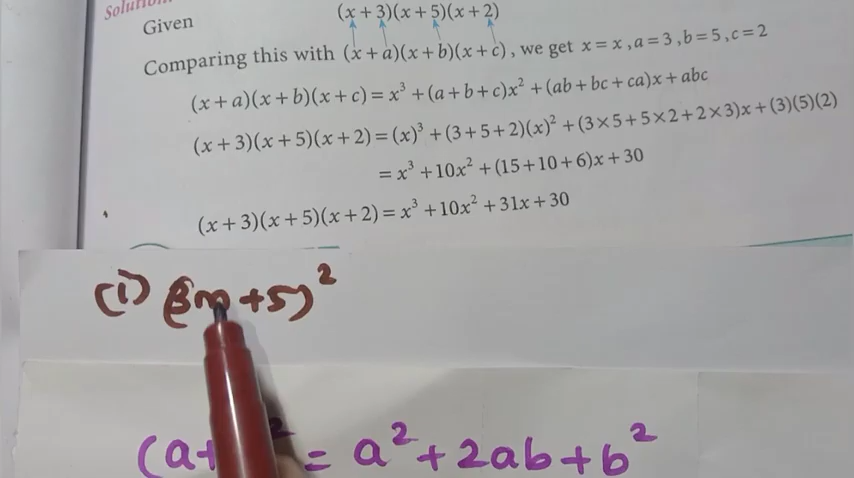 Solution
Given (x+3)(x+5)(x+2)
Comparing this with (x+a)(x+b)(x+c), we get x=x, a=3, b=5, c=2
(x+a)(x+b)(x+c) = x³+(a+b+c)x²+(ab+bc+ca)x+abc
(x+3)(x+5)(x+2) = (x)³+(3+5+2)(x)²+(3×5+5×2+2×3)x+(3)(5)(2)
= x³+10x²+(15+10+6)x+30
(x+3)(x+5)(x+2) = x³+10x²+31x+30
(i) (3m+5)²
(a+ ² = a²+2ab+b²